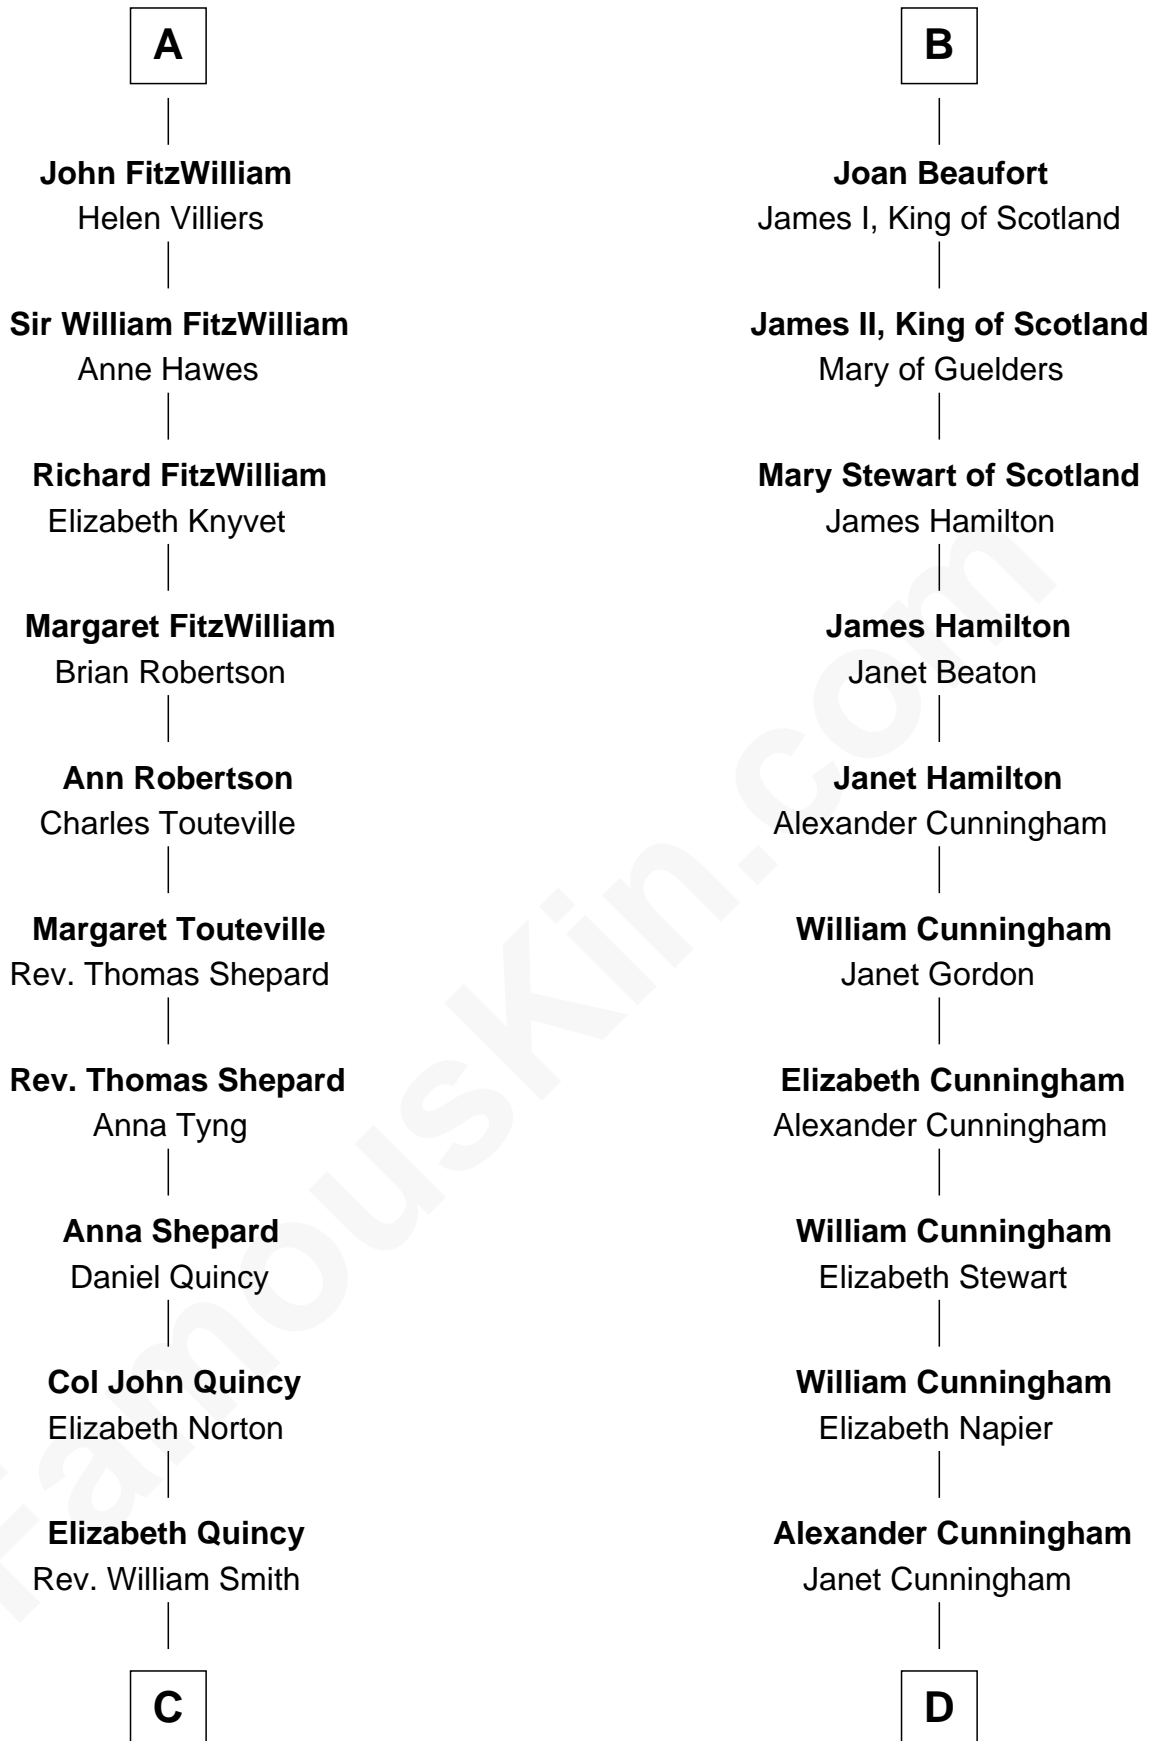 A
John FitzWilliam
Helen Villiers
Sir William FitzWilliam
Anne Hawes
Richard FitzWilliam
Elizabeth Knyvet
Margaret FitzWilliam
Brian Robertson
Ann Robertson
Charles Touteville
Margaret Touteville
Rev. Thomas Shepard
Rev. Thomas Shepard
Anna Tyng
Anna Shepard
Daniel Quincy
Col John Quincy
Elizabeth Norton
Elizabeth Quincy
Rev. William Smith
C
B
Joan Beaufort
James I, King of Scotland
James II, King of Scotland
Mary of Guelders
Mary Stewart of Scotland
James Hamilton
James Hamilton
Janet Beaton
Janet Hamilton
Alexander Cunningham
William Cunningham
Janet Gordon
Elizabeth Cunningham
Alexander Cunningham
William Cunningham
Elizabeth Stewart
William Cunningham
Elizabeth Napier
Alexander Cunningham
Janet Cunningham
D
FamousKin.com